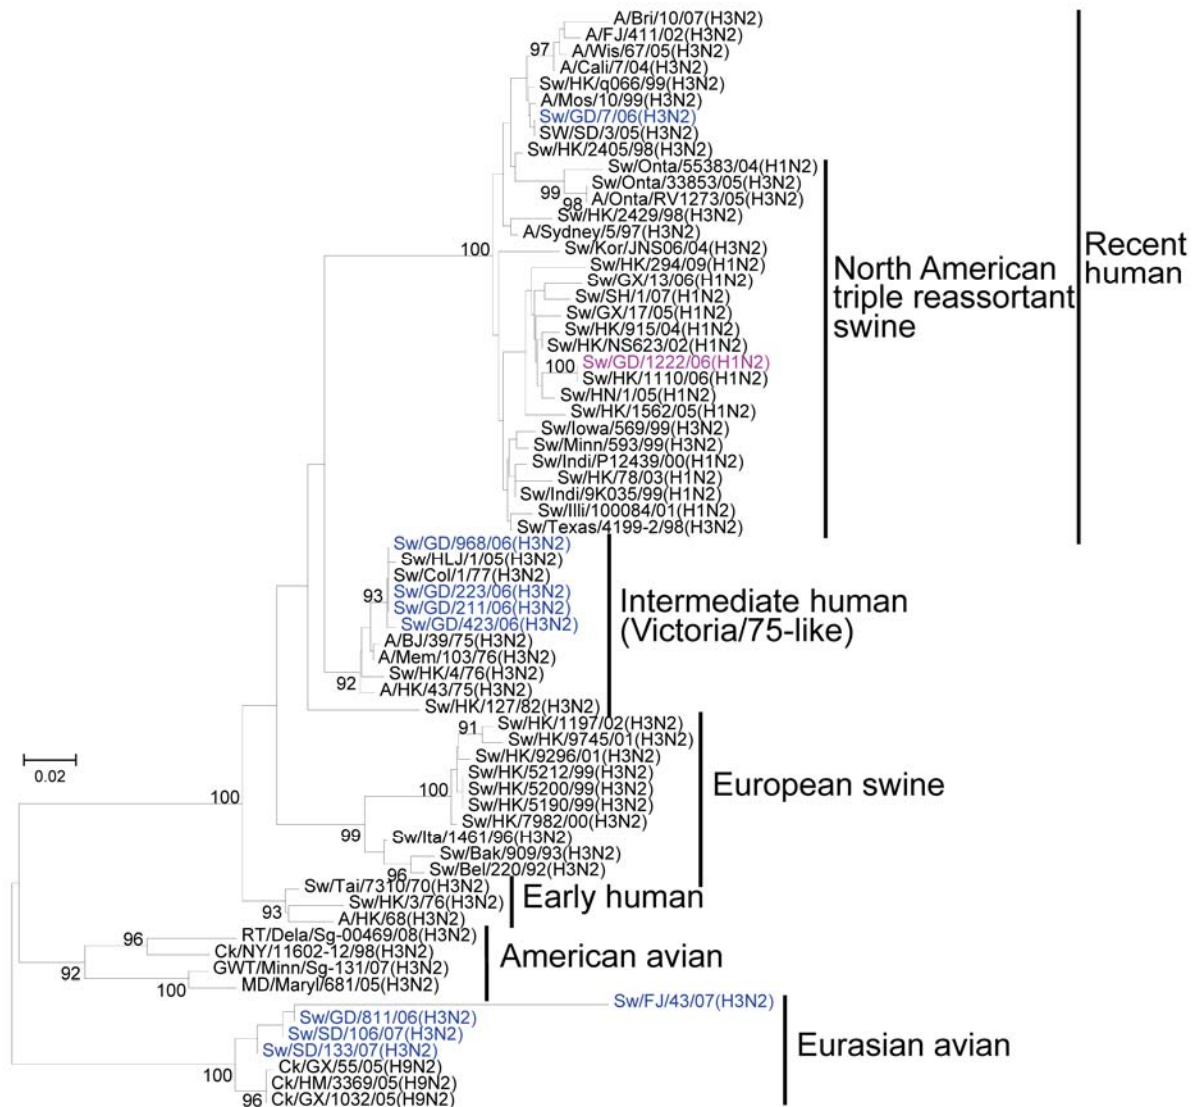 A/Bri/10/07(H3N2)
A/FJ/411/02(H3N2)
97
A/Wis/67/05(H3N2)
A/Cali/7/04(H3N2)
Sw/HK/q066/99(H3N2)
A/Mos/10/99(H3N2)
Sw/GD/7/06(H3N2)
SW/SD/3/05(H3N2)
Sw/HK/2405/98(H3N2)
Sw/Onta/55383/04(H1N2)
Sw/Onta/33853/05(H3N2)
99
98
A/Onta/RV1273/05(H3N2)
Sw/HK/2429/98(H3N2)
A/Sydney/5/97(H3N2)
100
Sw/Kor/JNS06/04(H3N2)
Sw/HK/294/09(H1N2)
Sw/GX/13/06(H1N2)
Sw/SH/1/07(H1N2)
Sw/GX/17/05(H1N2)
Sw/HK/915/04(H1N2)
Sw/HK/NS623/02(H1N2)
100
Sw/GD/1222/06(H1N2)
Sw/HK/1110/06(H1N2)
Sw/HN/1/05(H1N2)
Sw/HK/1562/05(H1N2)
Sw/Iowa/569/99(H3N2)
Sw/Minn/593/99(H3N2)
Sw/Indi/P12439/00(H1N2)
Sw/HK/78/03(H1N2)
Sw/Indi/9K035/99(H1N2)
Sw/Illi/100084/01(H1N2)
Sw/Texas/4199-2/98(H3N2)
North American
triple reassortant
swine
Recent
human
Sw/GD/968/06(H3N2)
Sw/HLJ/1/05(H3N2)
Sw/Col/1/77(H3N2)
93
Sw/GD/223/06(H3N2)
Sw/GD/211/06(H3N2)
Sw/GD/423/06(H3N2)
A/BJ/39/75(H3N2)
A/Mem/103/76(H3N2)
Sw/HK/4/76(H3N2)
92
A/HK/43/75(H3N2)
Sw/HK/127/82(H3N2)
Intermediate human
(Victoria/75-like)
91
Sw/HK/1197/02(H3N2)
Sw/HK/9745/01(H3N2)
Sw/HK/9296/01(H3N2)
Sw/HK/5212/99(H3N2)
100
Sw/HK/5200/99(H3N2)
Sw/HK/5190/99(H3N2)
Sw/HK/7982/00(H3N2)
99
Sw/Ita/1461/96(H3N2)
Sw/Bak/909/93(H3N2)
96
Sw/Bel/220/92(H3N2)
European swine
0.02
100
Sw/Tai/7310/70(H3N2)
Sw/HK/3/76(H3N2)
93
A/HK/68(H3N2)
Early human
RT/Dela/Sg-00469/08(H3N2)
96
Ck/NY/11602-12/98(H3N2)
92
GWT/Minn/Sg-131/07(H3N2)
100
MD/Maryl/681/05(H3N2)
American avian
Sw/FJ/43/07(H3N2)
Sw/GD/811/06(H3N2)
Sw/SD/106/07(H3N2)
Sw/SD/133/07(H3N2)
100
Ck/GX/55/05(H9N2)
Ck/HM/3369/05(H9N2)
96
Ck/GX/1032/05(H9N2)
Eurasian avian